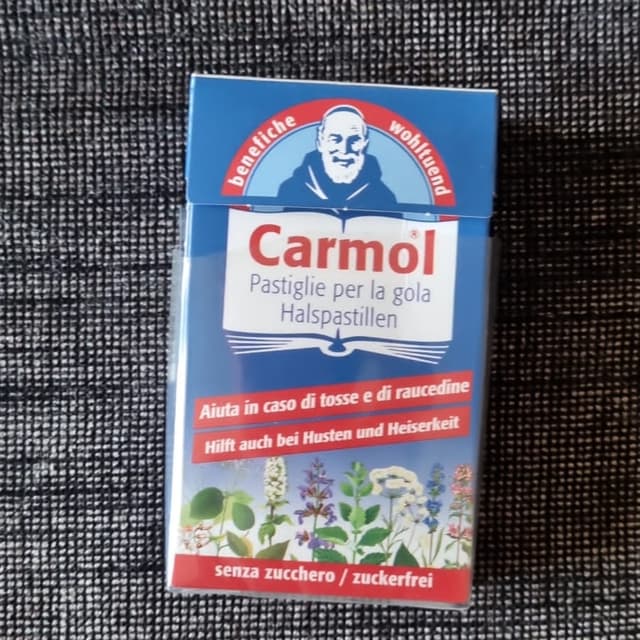 benefiche wohltuend
Carmol®
Pastiglie per la gola
Halspastillen
Aiuta in caso di tosse e di raucedine
Hilft auch bei Husten und Heiserkeit
senza zucchero / zuckerfrei